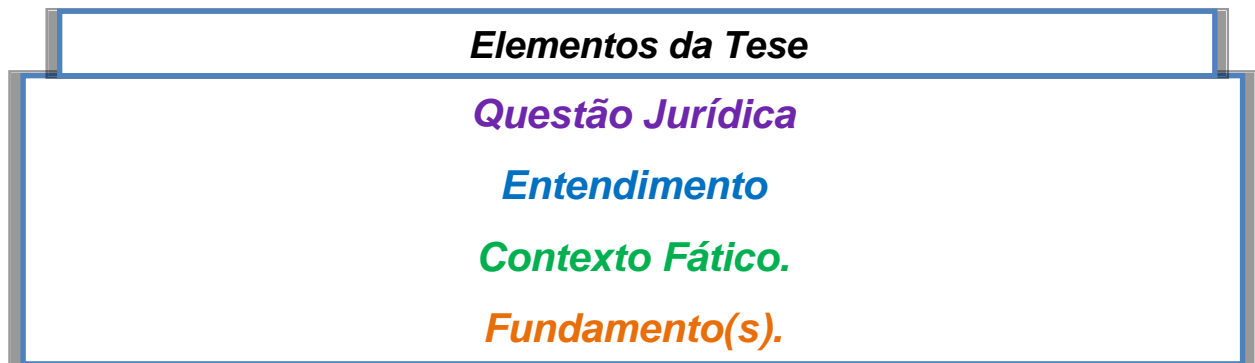 Elementos da Tese
Questão Jurídica
Entendimento
Contexto Fático.
Fundamento(s).